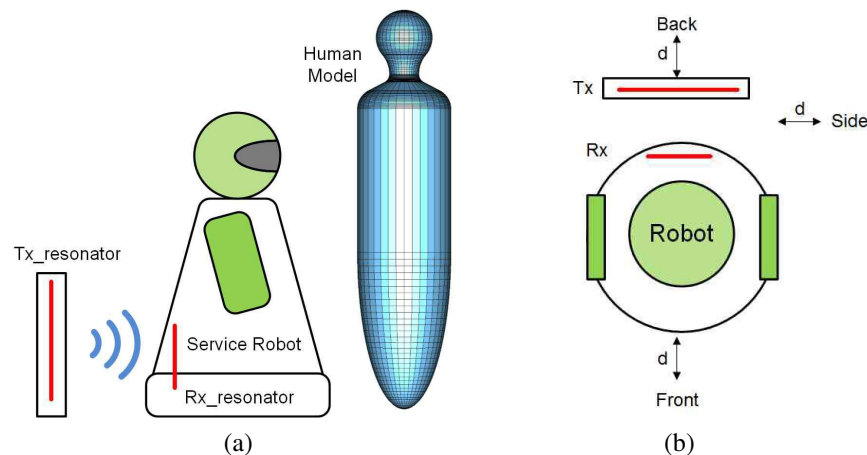 Human
Model
Tx_resonator
Service Robot
Rx_resonator
(a)
Back
d
Tx
d
Side
Rx
Robot
d
Front
(b)